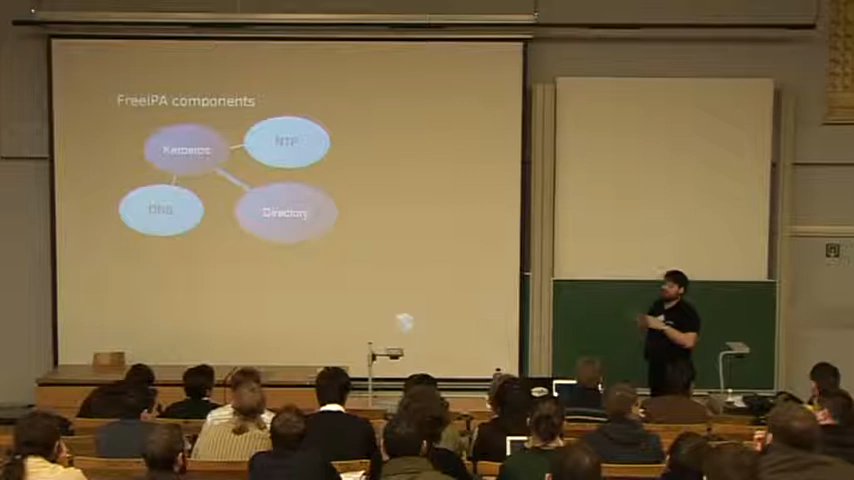 FreeIPA components
Kerberos
NTP
DNS
Directory